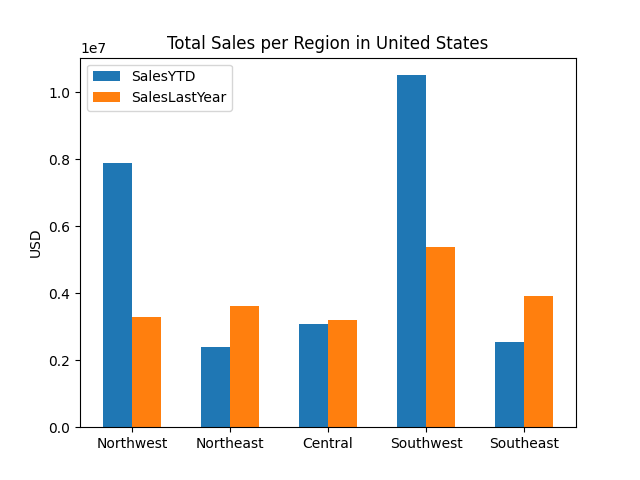 Total Sales per Region in United States
1e7
SalesYTD
SalesLastYear
1.0
0.8
0.6
0.4
0.2
0.0
USD
Northwest Northeast Central Southwest Southeast